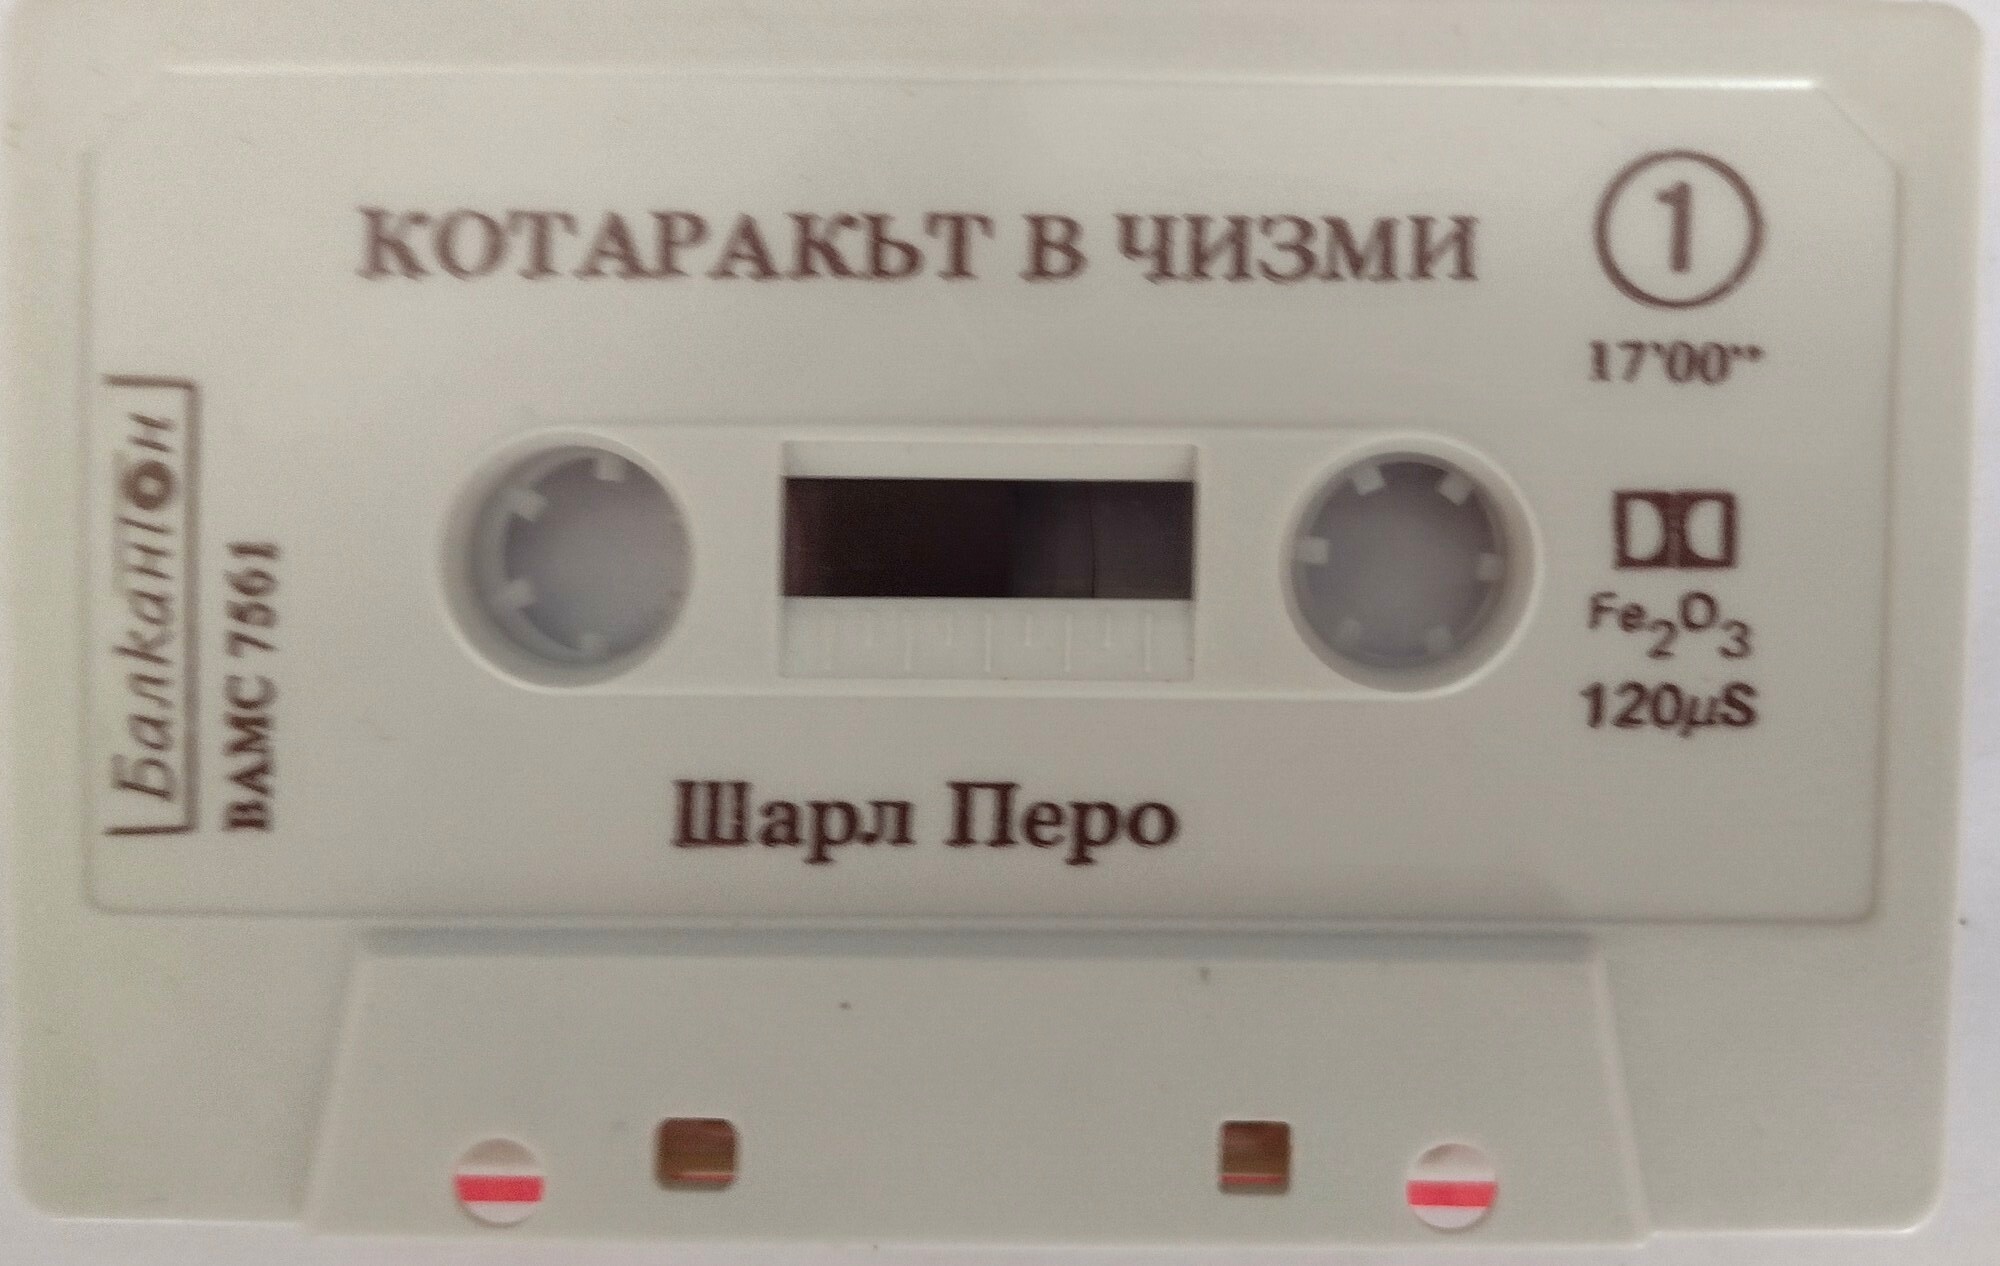 КОТАРАКЪТ В ЧИЗМИ
1
17'00''
Балкантон
ВАМС 7561
Fe2O3
120µS
Шарл Перо